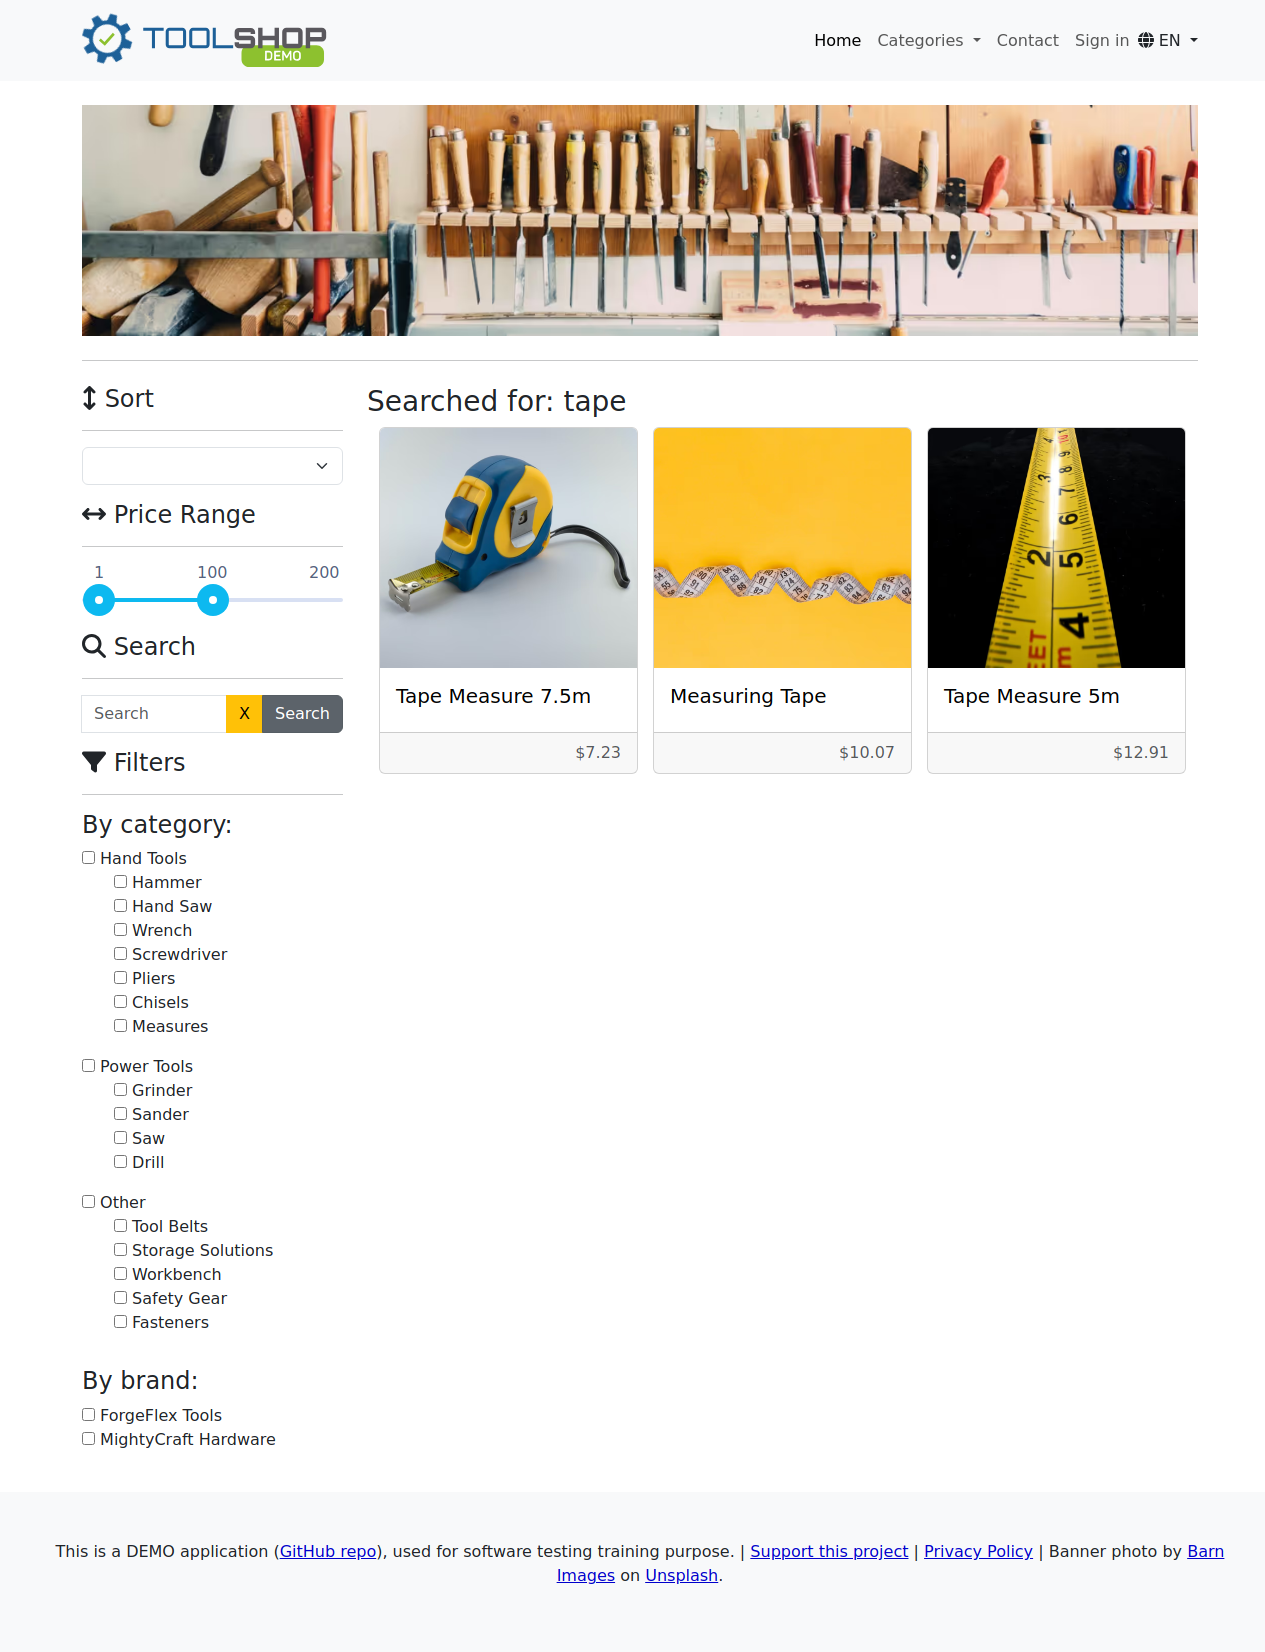 TOOLSHOP
DEMO
Home Categories Contact Sign in EN
Sort
Price Range
1 100 200
Search
Search X Search
Filters
By category:
Hand Tools
Hammer
Hand Saw
Wrench
Screwdriver
Pliers
Chisels
Measures
Power Tools
Grinder
Sander
Saw
Drill
Other
Tool Belts
Storage Solutions
Workbench
Safety Gear
Fasteners
By brand:
ForgeFlex Tools
MightyCraft Hardware
Searched for: tape
Tape Measure 7.5m
$7.23
Measuring Tape
$10.07
Tape Measure 5m
$12.91
This is a DEMO application (GitHub repo), used for software testing training purpose. | Support this project | Privacy Policy | Banner photo by Barn
Images on Unsplash.